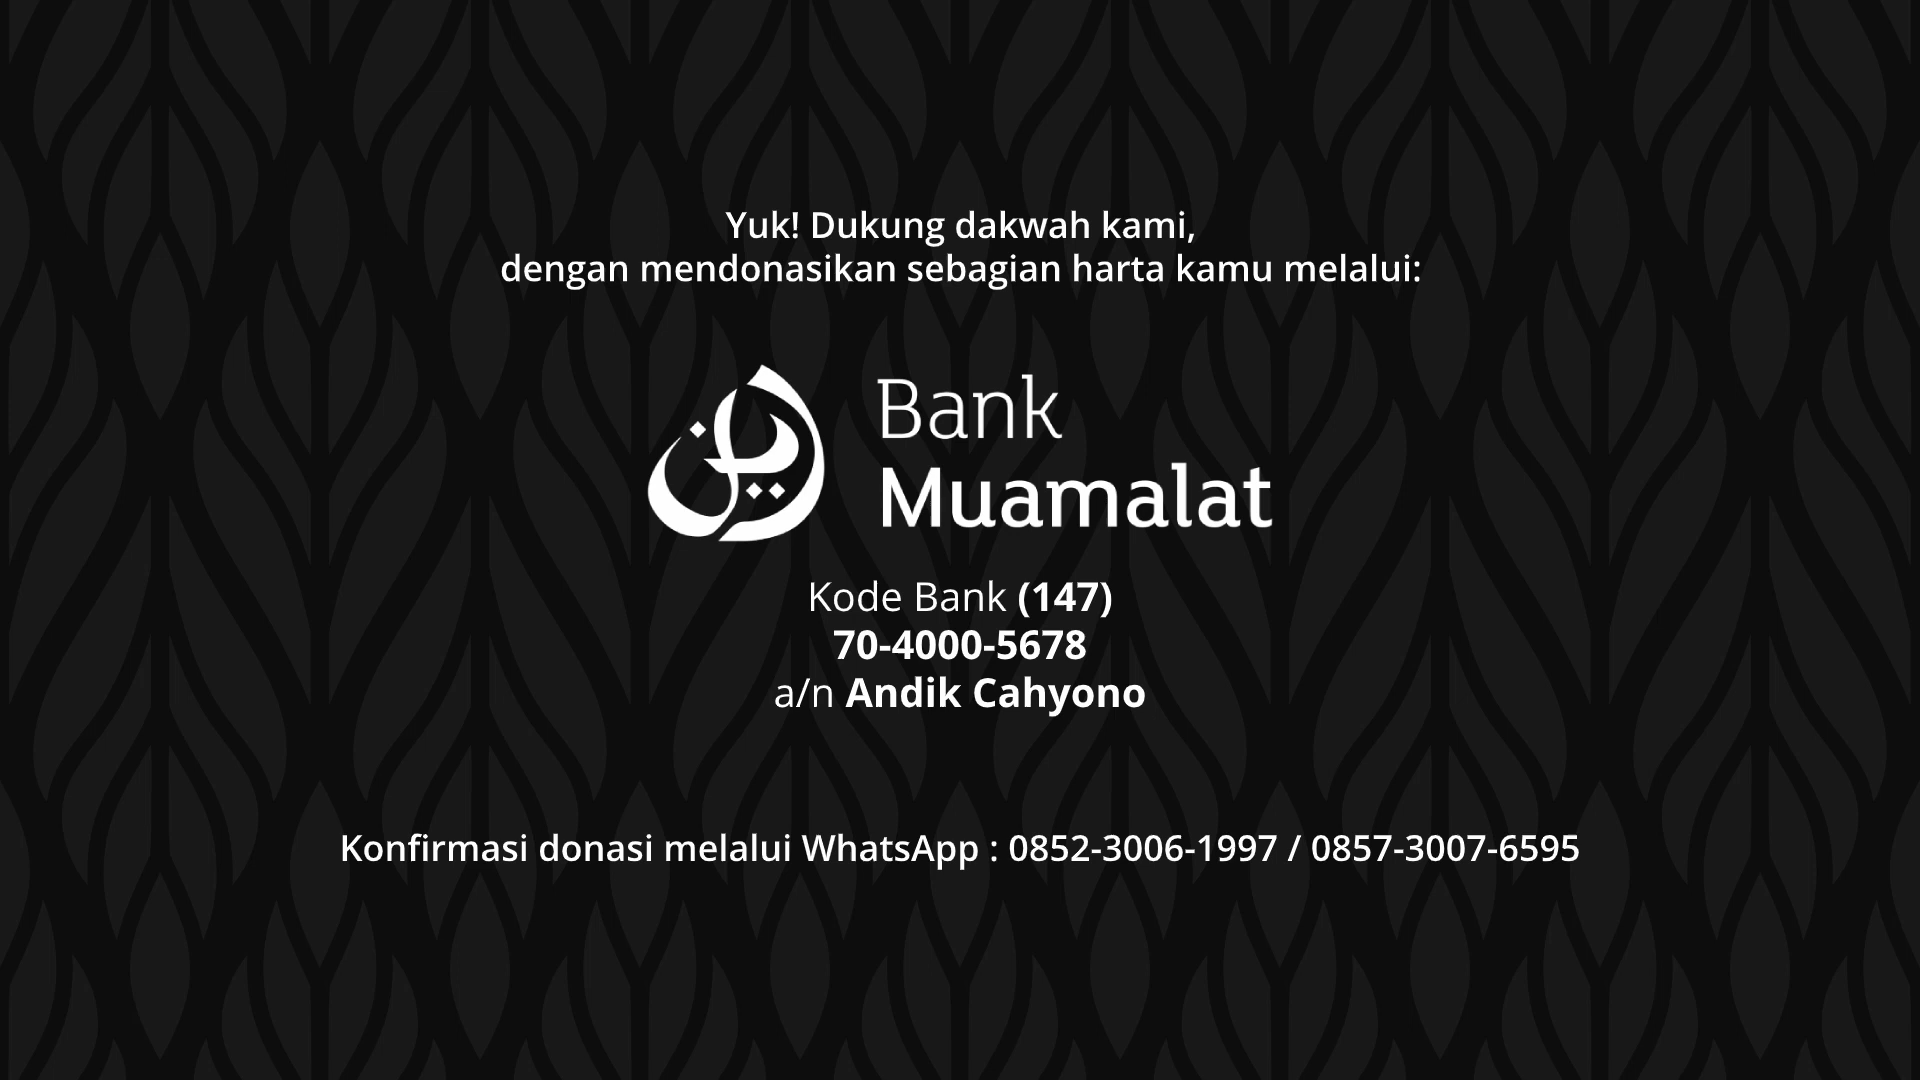 Yuk! Dukung dakwah kami,
dengan mendonasikan sebagian harta kamu melalui:
Bank
Muamalat
Kode Bank (147)
70-4000-5678
a/n Andik Cahyono
Konfirmasi donasi melalui WhatsApp : 0852-3006-1997 / 0857-3007-6595